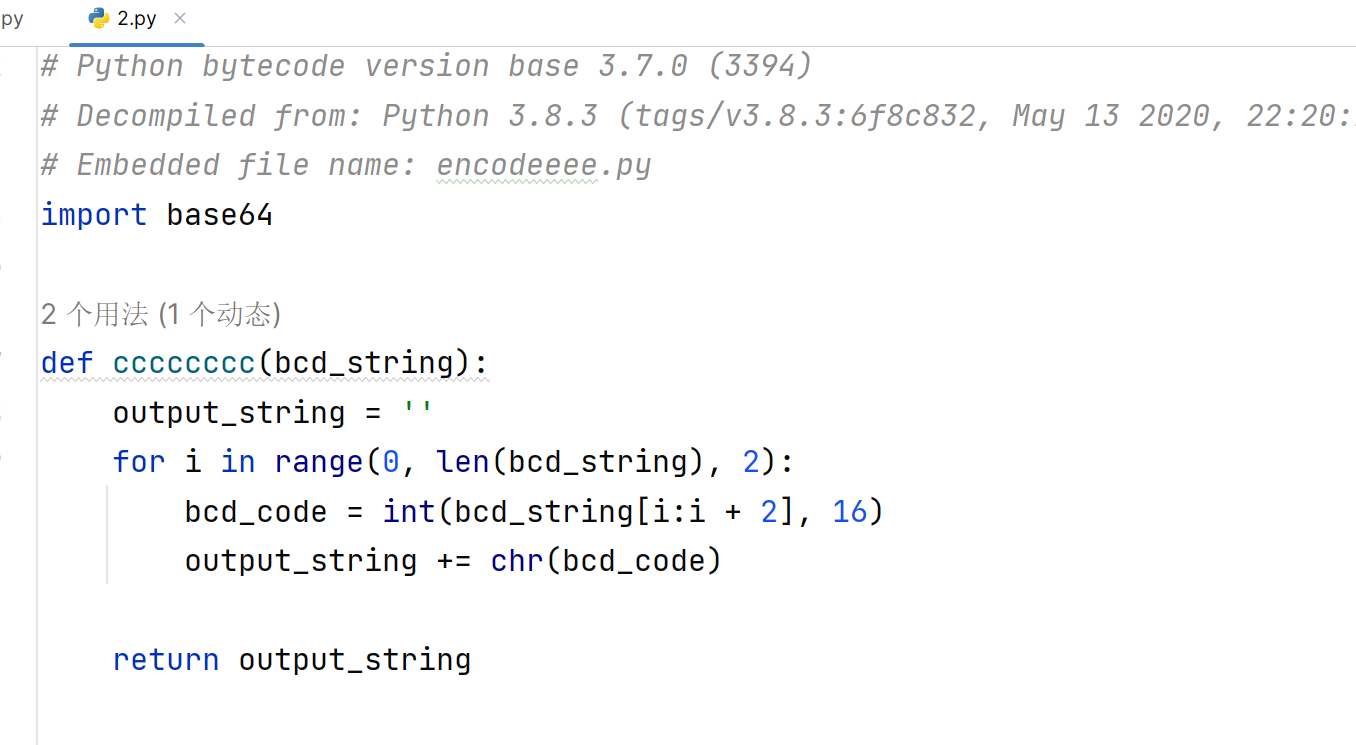 py 2.py
# Python bytecode version base 3.7.0 (3394)
# Decompiled from: Python 3.8.3 (tags/v3.8.3:6f8c832, May 13 2020, 22:20:
# Embedded file name: encodeeee.py
import base64
2 个用法 (1 个动态)
def cccccccc(bcd_string):
    output_string = ''
    for i in range(0, len(bcd_string), 2):
        bcd_code = int(bcd_string[i:i + 2], 16)
        output_string += chr(bcd_code)
    return output_string